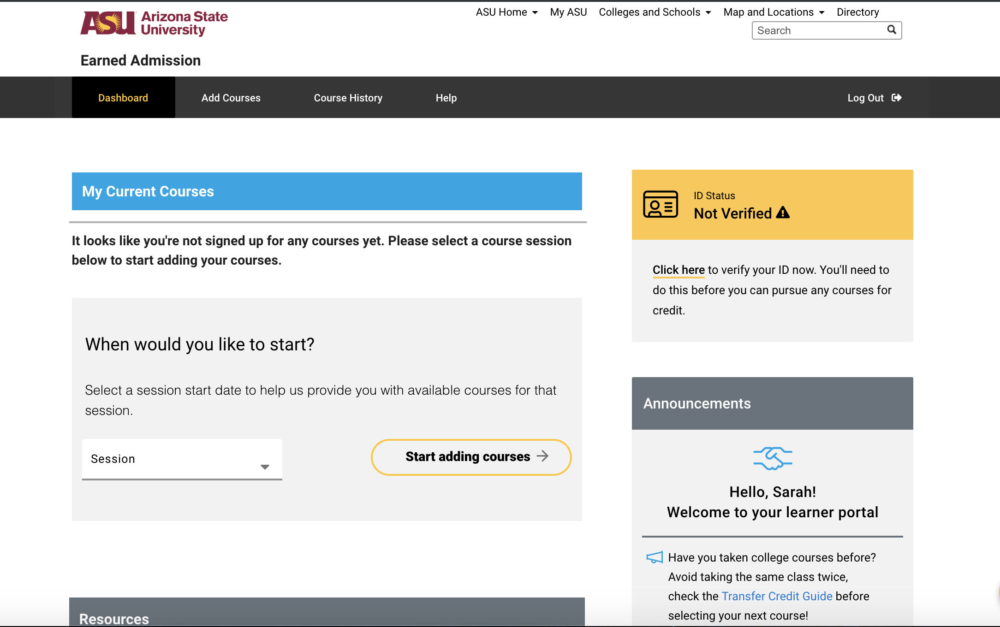 ASU Arizona State
University
ASU Home
My ASU
Colleges and Schools
Map and Locations
Directory
Search
Earned Admission
Dashboard
Add Courses
Course History
Help
Log Out
My Current Courses
It looks like you're not signed up for any courses yet. Please select a course session
below to start adding your courses.
When would you like to start?
Select a session start date to help us provide you with available courses for that
session.
Session
Start adding courses
Resources
ID Status
Not Verified
Click here to verify your ID now. You'll need to
do this before you can pursue any courses for
credit.
Announcements
Hello, Sarah!
Welcome to your learner portal
Have you taken college courses before?
Avoid taking the same class twice,
check the Transfer Credit Guide before
selecting your next course!